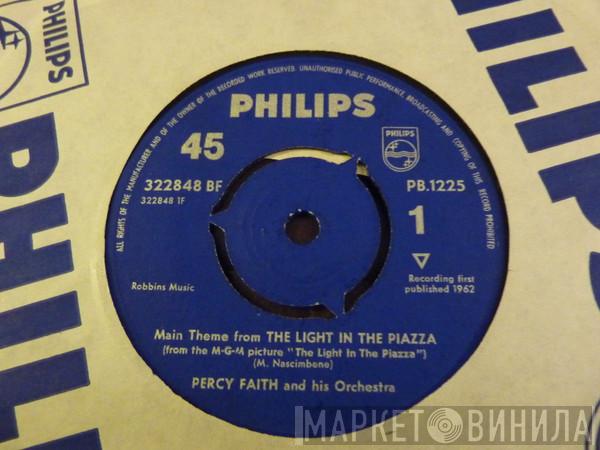 PHILIPS
PHILIPS
PHILIPS
ALL RIGHTS OF THE MANUFACTURER AND OF THE OWNER OF THE RECORDED WORK RESERVED. UNAUTHORISED PUBLIC PERFORMANCE, BROADCASTING AND COPYING OF THIS RECORD PROHIBITED
PHILIPS
45
PHILIPS
322848 BF
PB.1225
322848 1F
1
Robbins Music
Recording first
published 1962
Main Theme from THE LIGHT IN THE PIAZZA
(from the M-G-M picture "The Light In The Piazza")
(M. Nascimbene)
PERCY FAITH and his Orchestra
МАРКЕТ ВИНИЛА